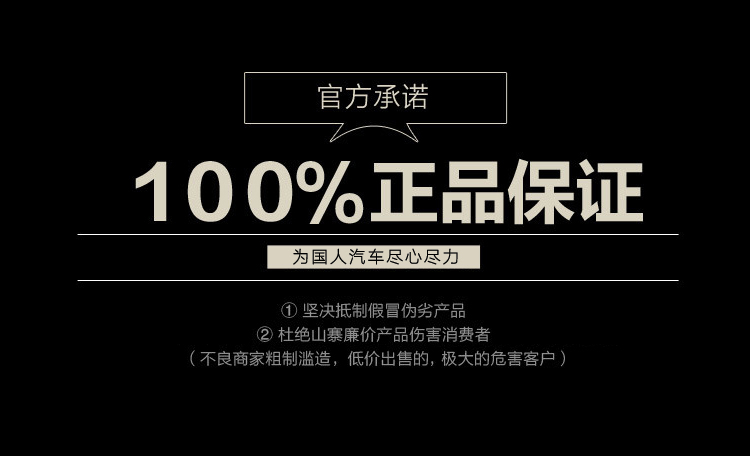 官方承诺
100%正品保证
为国人汽车尽心尽力
① 坚决抵制假冒伪劣产品
② 杜绝山寨廉价产品伤害消费者
（不良商家粗制滥造，低价出售的，极大的危害客户）